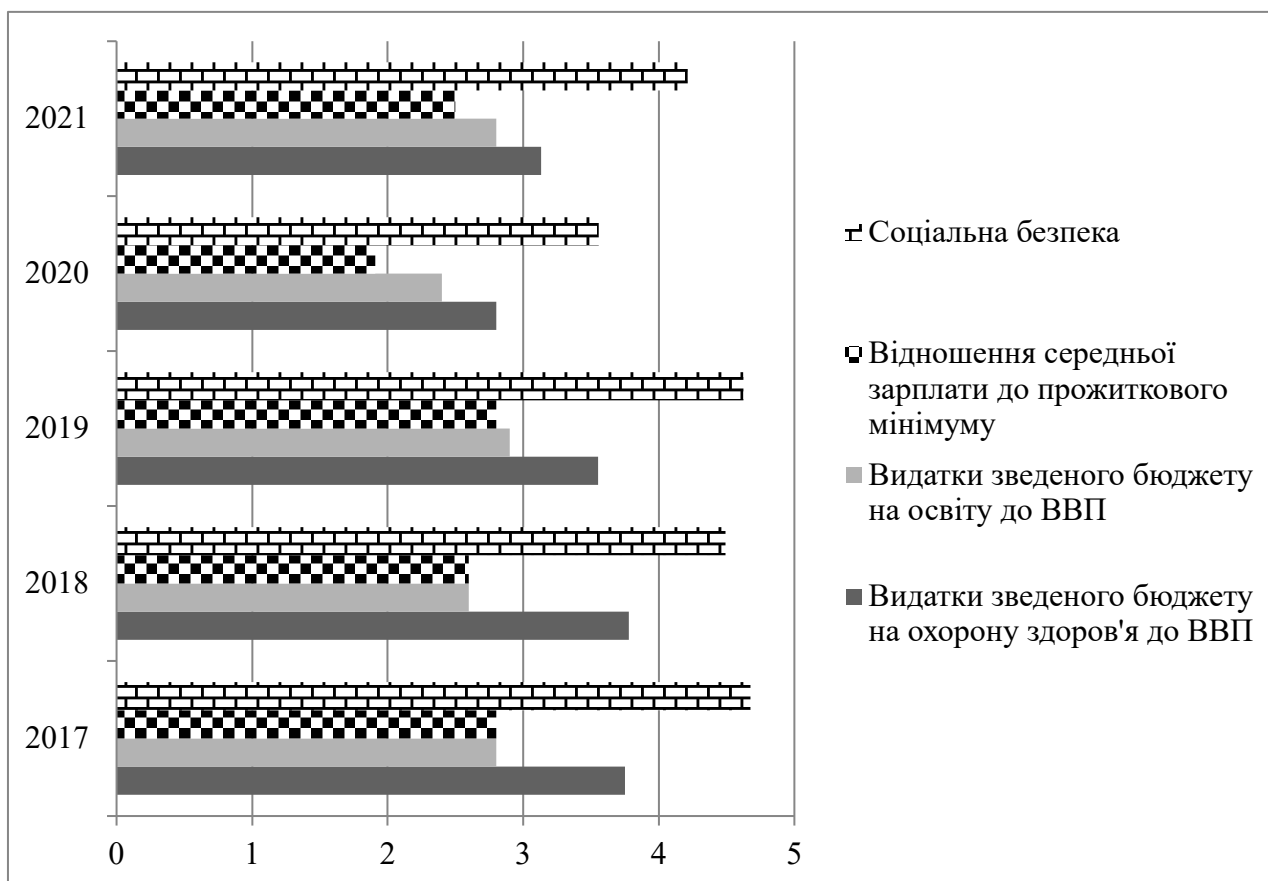 2021
2020
2019
2018
2017
0 1 2 3 4 5
Соціальна безпека
Відношення середньої
зарплати до прожиткового
мінімуму
Видатки зведеного бюджету
на освіту до ВВП
Видатки зведеного бюджету
на охорону здоров'я до ВВП